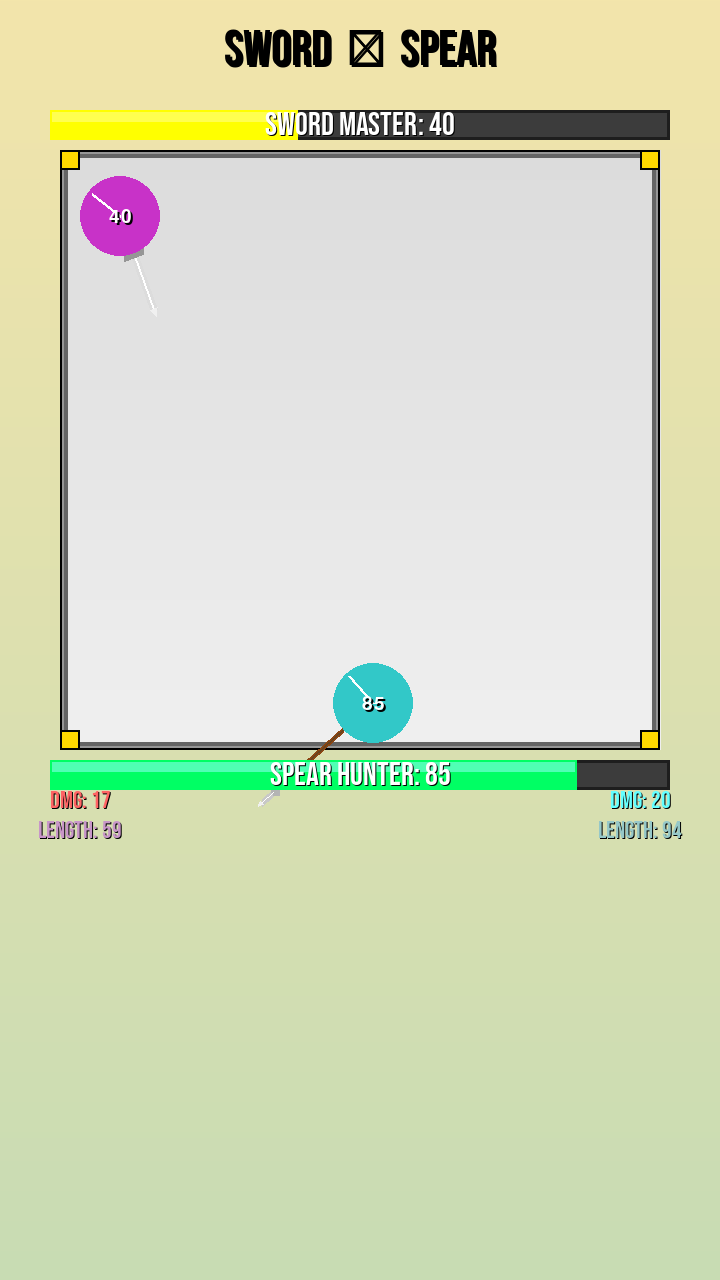 SWORD ☒ SPEAR
SWORD MASTER: 40
40
85
SPEAR HUNTER: 85
DMG: 17
DMG: 20
LENGTH: 59
LENGTH: 94